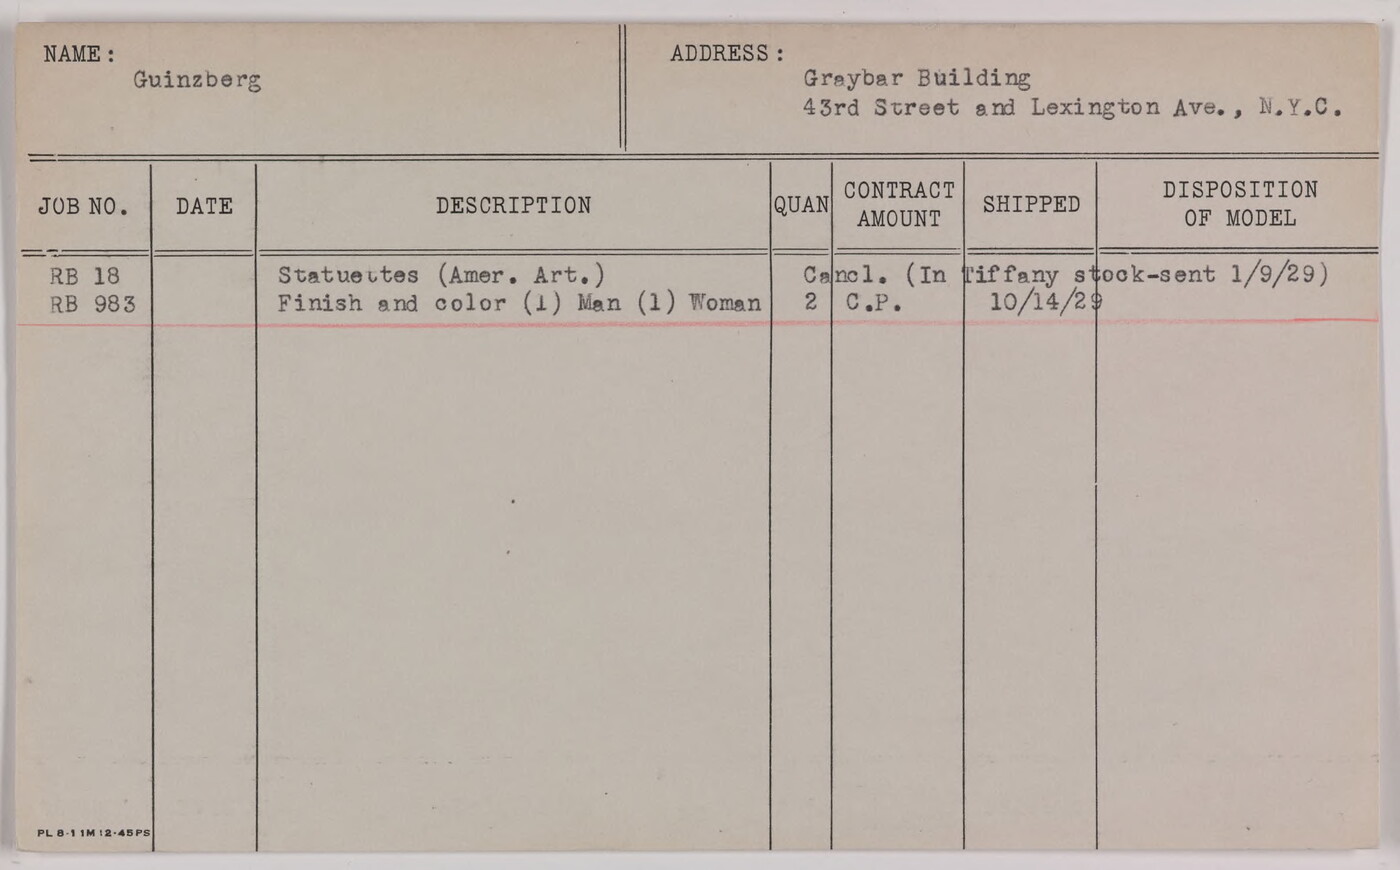 NAME:
Guinzberg
ADDRESS:
Graybar Building
43rd Street and Lexington Ave., N.Y.C.
JOB NO. DATE DESCRIPTION QUAN CONTRACT AMOUNT SHIPPED DISPOSITION OF MODEL
RB 18 Statuettes (Amer. Art.) Cancl. (In Tiffany stock-sent 1/9/29)
RB 983 Finish and color (1) Man (1) Woman 2 C.P. 10/14/29
PL 8-1 1M 12-45 PS